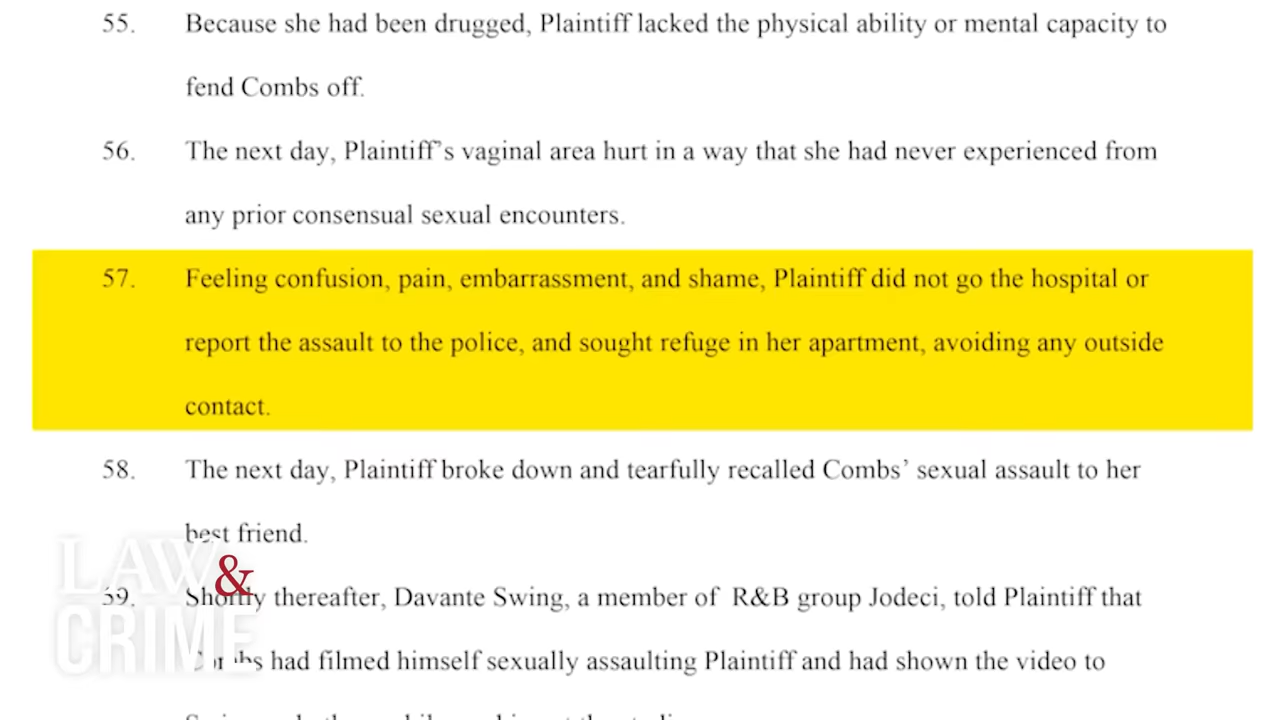 55. Because she had been drugged, Plaintiff lacked the physical ability or mental capacity to
fend Combs off.
56. The next day, Plaintiff's vaginal area hurt in a way that she had never experienced from
any prior consensual sexual encounters.
57. Feeling confusion, pain, embarrassment, and shame, Plaintiff did not go the hospital or
report the assault to the police, and sought refuge in her apartment, avoiding any outside
contact.
58. The next day, Plaintiff broke down and tearfully recalled Combs' sexual assault to her
best friend.
59. Shortly thereafter, Davante Swing, a member of R&B group Jodeci, told Plaintiff that
Combs had filmed himself sexually assaulting Plaintiff and had shown the video to
LAW &
CRIME